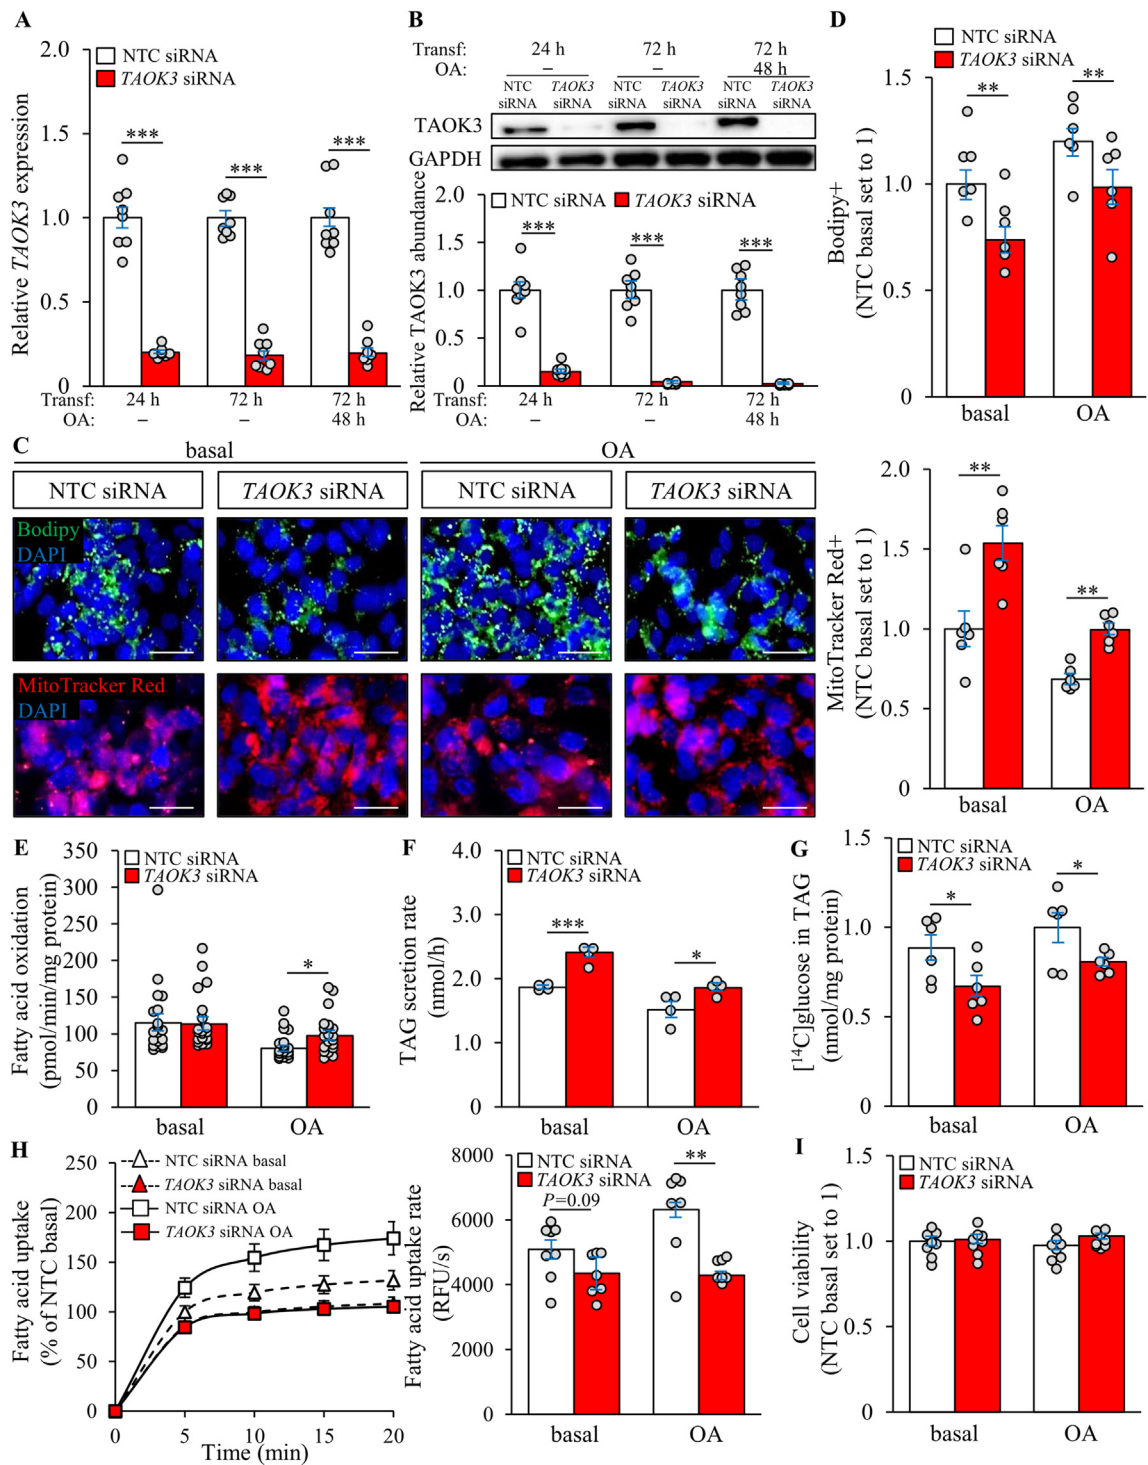 A
2.0
1.5
1.0
0.5
0
Relative TAOK3 expression
NTC siRNA
TAOK3 siRNA
***
***
***
Transf: 24 h 72 h 72 h
OA: – – 48 h
B
Transf: 24 h 72 h 72 h
OA: – – 48 h
NTC siRNA TAOK3 siRNA NTC siRNA TAOK3 siRNA NTC siRNA TAOK3 siRNA
TAOK3
GAPDH
Relative TAOK3 abundance
2.0
1.5
1.0
0.5
0
NTC siRNA TAOK3 siRNA
***
***
***
Transf: 24 h 72 h 72 h
OA: – – 48 h
C
basal OA
NTC siRNA TAOK3 siRNA NTC siRNA TAOK3 siRNA
Bodipy
DAPI
MitoTracker Red
DAPI
D
NTC siRNA
TAOK3 siRNA
Bodipy+
(NTC basal set to 1)
1.5
1.0
0.5
0
**
**
basal OA
MitoTracker Red+
(NTC basal set to 1)
2.0
1.5
1.0
0.5
0
**
**
basal OA
E
Fatty acid oxidation
(pmol/min/mg protein)
350
300
250
200
150
100
50
0
NTC siRNA
TAOK3 siRNA
*
basal OA
F
TAG secretion rate
(nmol/h)
4.0
3.0
2.0
1.0
0
NTC siRNA
TAOK3 siRNA
***
*
basal OA
G
[14C]glucose in TAG
(nmol/mg protein)
1.5
1.0
0.5
0
NTC siRNA
TAOK3 siRNA
*
*
basal OA
H
Fatty acid uptake
(% of NTC basal)
250
200
150
100
50
0
NTC siRNA basal
TAOK3 siRNA basal
NTC siRNA OA
TAOK3 siRNA OA
0 5 10 15 20
Time (min)
Fatty acid uptake rate
(RFU/s)
8000
6000
4000
2000
0
NTC siRNA
TAOK3 siRNA
P=0.09
**
basal OA
I
Cell viability
(NTC basal set to 1)
1.5
1.0
0.5
0
NTC siRNA
TAOK3 siRNA
basal OA